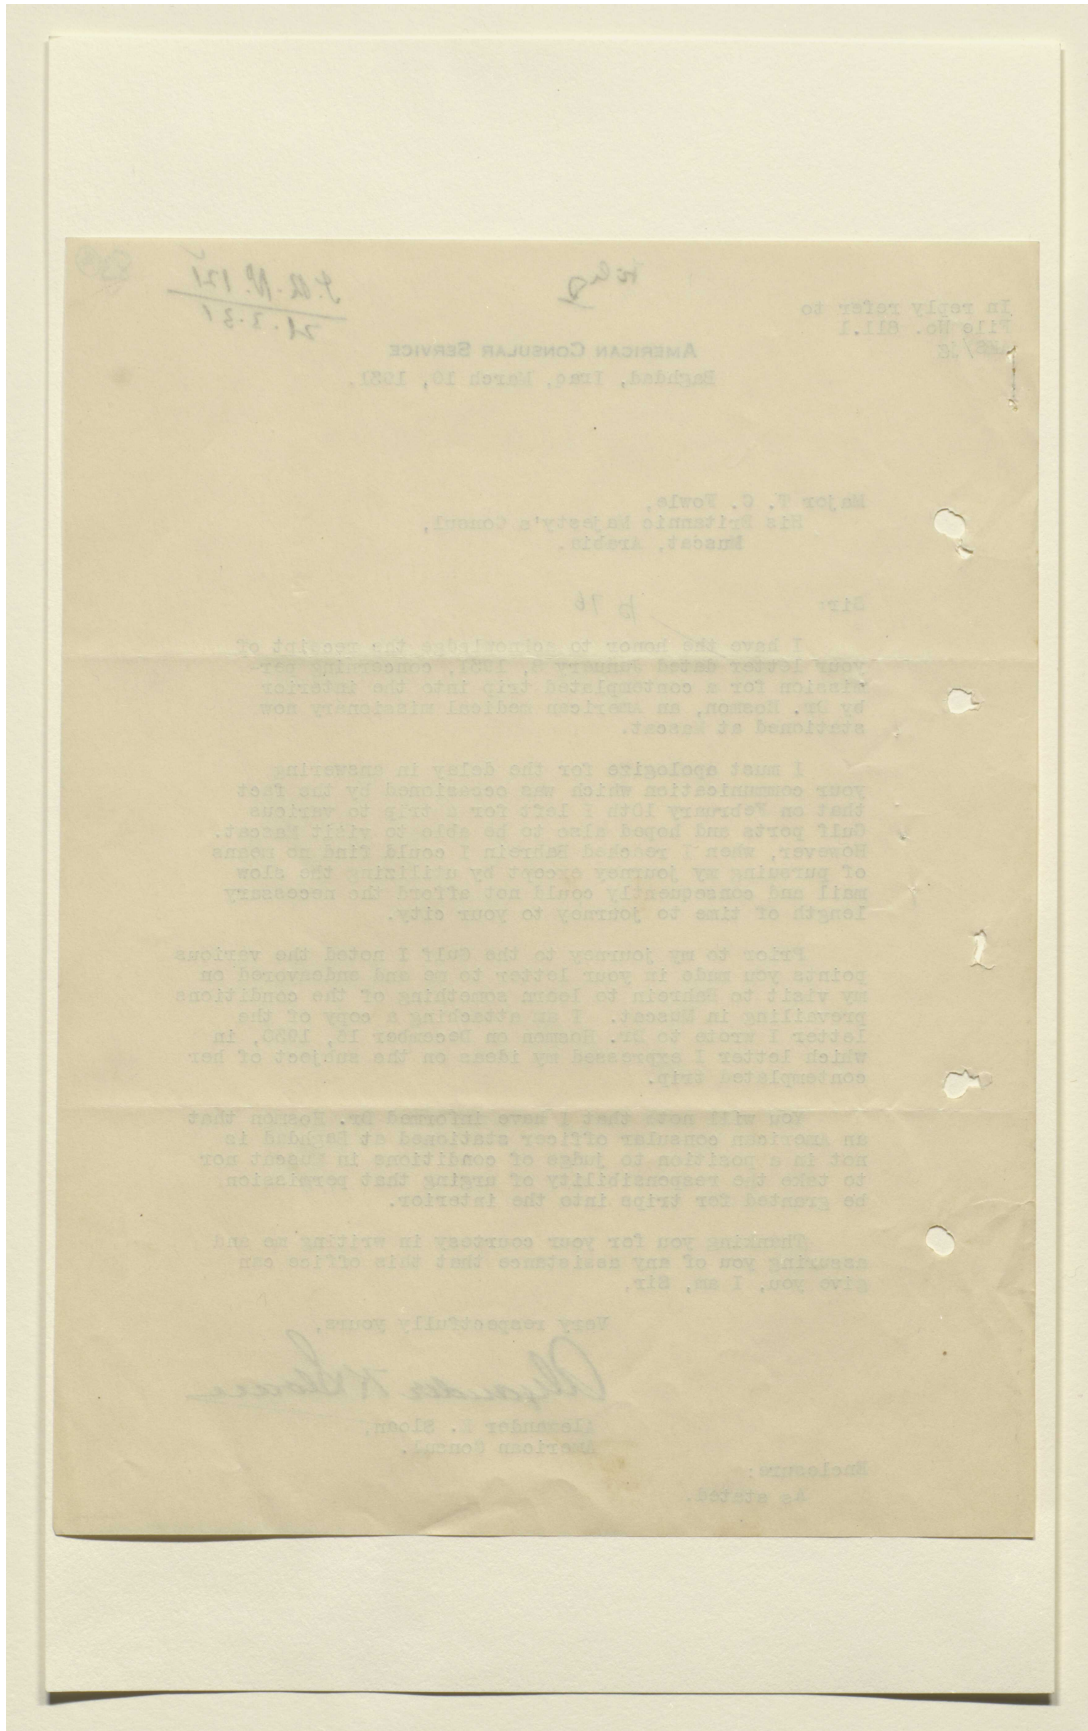 In reply refer to
File No. 811.1
AMERICAN CONSULAR SERVICE
Baghdad, Iraq, March 10, 1931.
Major T. C. Fowle,
His Britannic Majesty's Consul,
Muscat, Arabia.
Sir:
I have the honor to acknowledge the receipt of
your letter dated January 8, 1931, concerning per-
mission for a contemplated trip into the interior
by Dr. Hosmon, an American medical missionary now
stationed at Muscat.
I must apologize for the delay in answering
your communication which was occasioned by the fact
that on February 10th I left for a trip to various
Gulf ports and hoped also to be able to visit Mascat.
However, when I reached Bahrein I could find no means
of pursuing my journey except by utilizing the slow
mail and consequently could not afford the necessary
length of time to journey to your city.
Prior to my journey to the Gulf I noted the various
points you made in your letter to me and endeavored on
my visit to Bahrein to learn something of the conditions
prevailing in Muscat. I am attaching a copy of the
letter I wrote to Dr. Hosmon on December 16, 1930, in
which letter I expressed my ideas on the subject of her
contemplated trip.
You will note that I have informed Dr. Hosmon that
an American consular officer stationed at Baghdad is
not in a position to judge of conditions in Muscat nor
to take the responsibility of urging that permission
be granted for trips into the interior.
Thanking you for your courtesy in writing me and
assuring you of any assistance that this office can
give you, I am, Sir,
Very respectfully yours,
Alexander K. Sloan
Alexander K. Sloan,
American Consul.
Enclosure:
As stated.